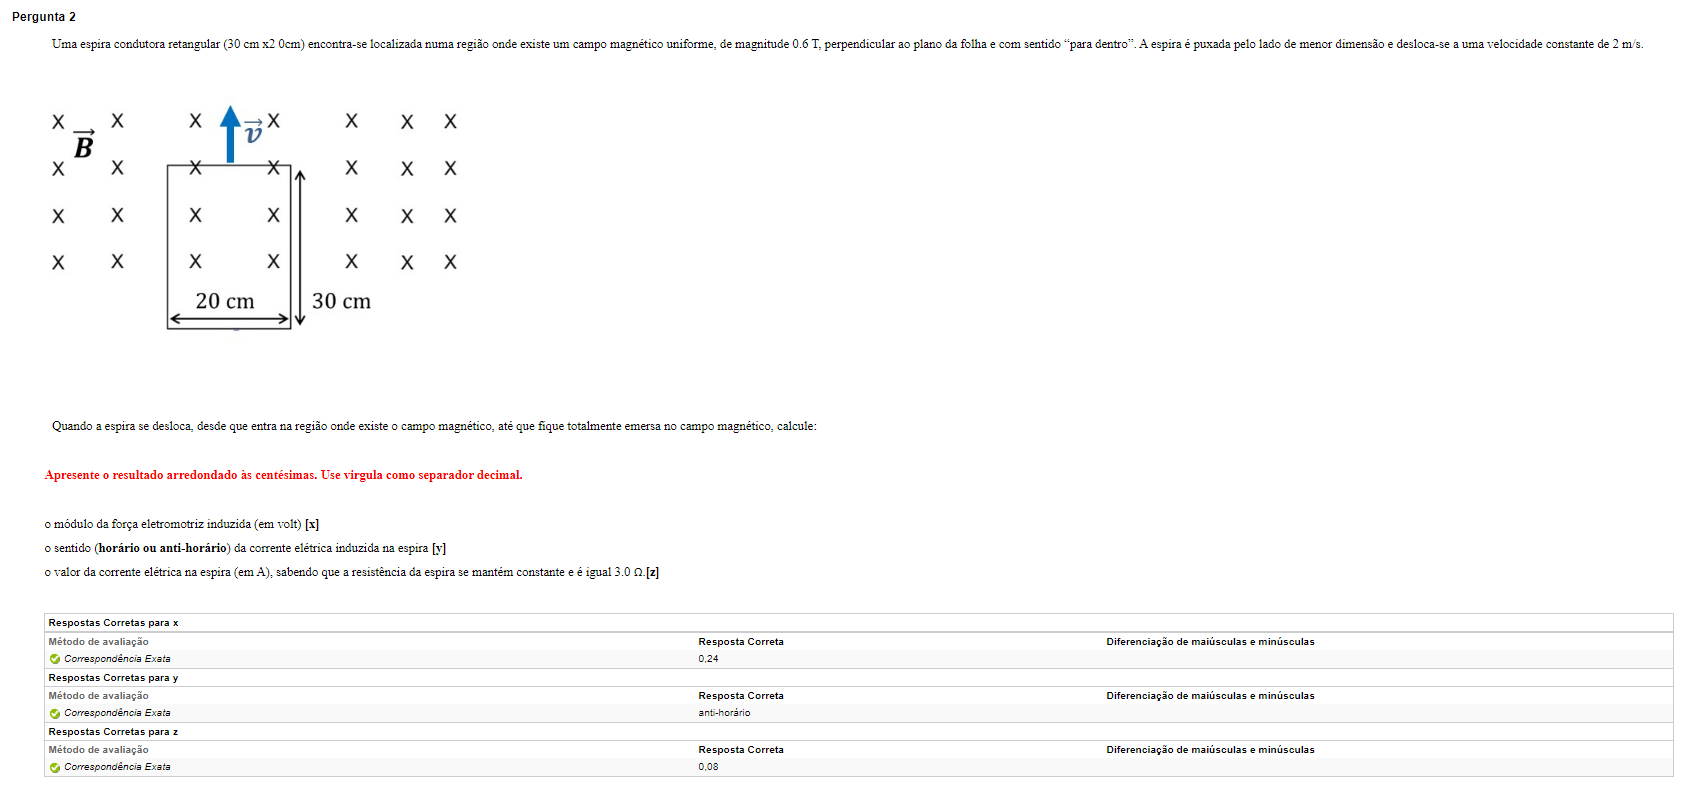 Pergunta 2
Uma espira condutora retangular (30 cm x2 0cm) encontra-se localizada numa região onde existe um campo magnético uniforme, de magnitude 0.6 T, perpendicular ao plano da folha e com sentido “para dentro”. A espira é puxada pelo lado de menor dimensão e desloca-se a uma velocidade constante de 2 m/s.
X X X X X X X
v
B
X X X X X X X
X X X X X X X
X X X X X X X
20 cm 30 cm
Quando a espira se desloca, desde que entra na região onde existe o campo magnético, até que fique totalmente emersa no campo magnético, calcule:
Apresente o resultado arredondado às centésimas. Use vírgula como separador decimal.
o módulo da força eletromotriz induzida (em volt) [x]
o sentido (horário ou anti-horário) da corrente elétrica induzida na espira [y]
o valor da corrente elétrica na espira (em A), sabendo que a resistência da espira se mantém constante e é igual 3.0 Ω.[z]
Respostas Corretas para x
Método de avaliação Resposta Correta Diferenciação de maiúsculas e minúsculas
Correspondência Exata 0,24
Respostas Corretas para y
Método de avaliação Resposta Correta Diferenciação de maiúsculas e minúsculas
Correspondência Exata anti-horário
Respostas Corretas para z
Método de avaliação Resposta Correta Diferenciação de maiúsculas e minúsculas
Correspondência Exata 0,08